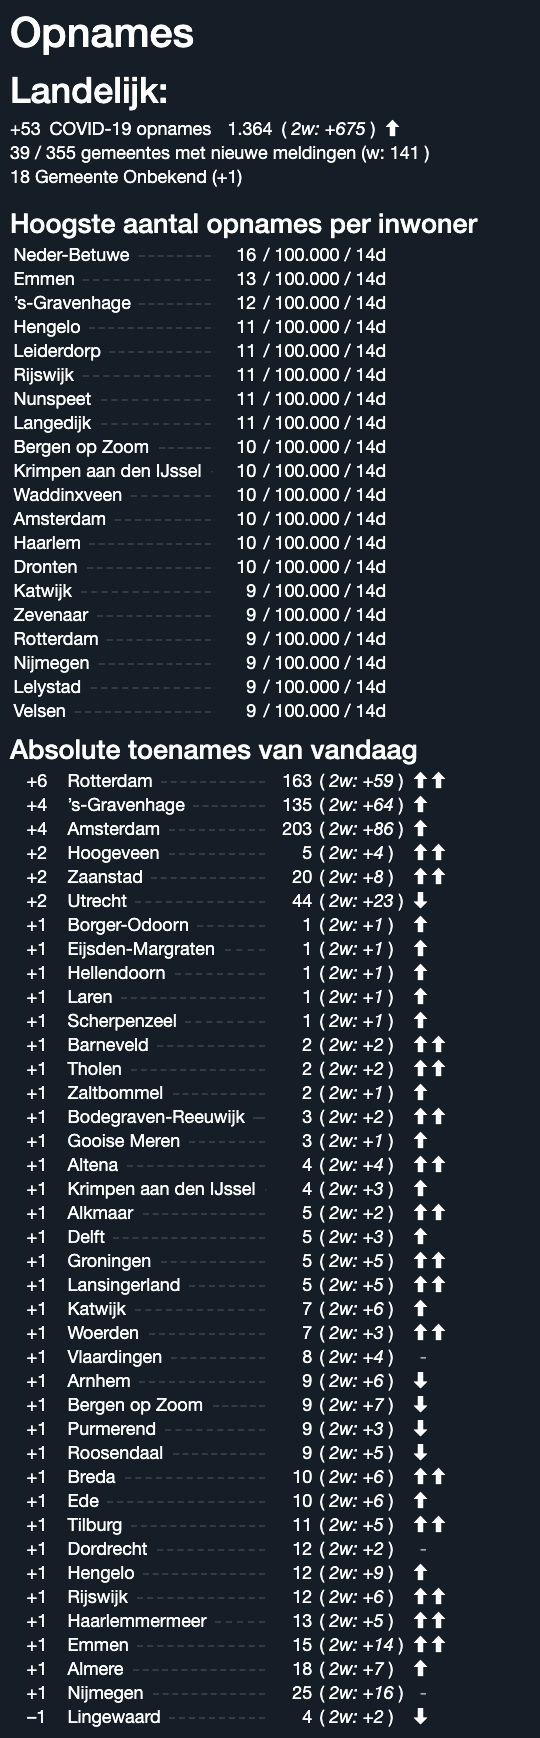 Opnames
Landelijk:
+53 COVID-19 opnames 1.364 ( 2w: +675 ) ⬆
39 / 355 gemeentes met nieuwe meldingen (w: 141 )
18 Gemeente Onbekend (+1)
Hoogste aantal opnames per inwoner
Neder-Betuwe 16 / 100.000 / 14d
Emmen 13 / 100.000 / 14d
's-Gravenhage 12 / 100.000 / 14d
Hengelo 11 / 100.000 / 14d
Leiderdorp 11 / 100.000 / 14d
Rijswijk 11 / 100.000 / 14d
Nunspeet 11 / 100.000 / 14d
Langedijk 11 / 100.000 / 14d
Bergen op Zoom 10 / 100.000 / 14d
Krimpen aan den IJssel 10 / 100.000 / 14d
Waddinxveen 10 / 100.000 / 14d
Amsterdam 10 / 100.000 / 14d
Haarlem 10 / 100.000 / 14d
Dronten 10 / 100.000 / 14d
Katwijk 9 / 100.000 / 14d
Zevenaar 9 / 100.000 / 14d
Rotterdam 9 / 100.000 / 14d
Nijmegen 9 / 100.000 / 14d
Lelystad 9 / 100.000 / 14d
Velsen 9 / 100.000 / 14d
Absolute toenames van vandaag
+6 Rotterdam 163 ( 2w: +59 ) ⬆⬆
+4 's-Gravenhage 135 ( 2w: +64 ) ⬆
+4 Amsterdam 203 ( 2w: +86 ) ⬆
+2 Hoogeveen 5 ( 2w: +4 ) ⬆⬆
+2 Zaanstad 20 ( 2w: +8 ) ⬆⬆
+2 Utrecht 44 ( 2w: +23 ) ⬇
+1 Borger-Odoorn 1 ( 2w: +1 ) ⬆
+1 Eijsden-Margraten 1 ( 2w: +1 ) ⬆
+1 Hellendoorn 1 ( 2w: +1 ) ⬆
+1 Laren 1 ( 2w: +1 ) ⬆
+1 Scherpenzeel 1 ( 2w: +1 ) ⬆
+1 Barneveld 2 ( 2w: +2 ) ⬆⬆
+1 Tholen 2 ( 2w: +2 ) ⬆⬆
+1 Zaltbommel 2 ( 2w: +1 ) ⬆
+1 Bodegraven-Reeuwijk 3 ( 2w: +2 ) ⬆⬆
+1 Gooise Meren 3 ( 2w: +1 ) ⬆
+1 Altena 4 ( 2w: +4 ) ⬆⬆
+1 Krimpen aan den IJssel 4 ( 2w: +3 ) ⬆
+1 Alkmaar 5 ( 2w: +2 ) ⬆⬆
+1 Delft 5 ( 2w: +3 ) ⬆
+1 Groningen 5 ( 2w: +5 ) ⬆⬆
+1 Lansingerland 5 ( 2w: +5 ) ⬆⬆
+1 Katwijk 7 ( 2w: +6 ) ⬆
+1 Woerden 7 ( 2w: +3 ) ⬆⬆
+1 Vlaardingen 8 ( 2w: +4 ) -
+1 Arnhem 9 ( 2w: +6 ) ⬇
+1 Bergen op Zoom 9 ( 2w: +7 ) ⬇
+1 Purmerend 9 ( 2w: +3 ) ⬇
+1 Roosendaal 9 ( 2w: +5 ) ⬇
+1 Breda 10 ( 2w: +6 ) ⬆⬆
+1 Ede 10 ( 2w: +6 ) ⬆
+1 Tilburg 11 ( 2w: +5 ) ⬆⬆
+1 Dordrecht 12 ( 2w: +2 ) -
+1 Hengelo 12 ( 2w: +9 ) ⬆
+1 Rijswijk 12 ( 2w: +6 ) ⬆⬆
+1 Haarlemmermeer 13 ( 2w: +5 ) ⬆⬆
+1 Emmen 15 ( 2w: +14 ) ⬆⬆
+1 Almere 18 ( 2w: +7 ) ⬆
+1 Nijmegen 25 ( 2w: +16 ) -
−1 Lingewaard 4 ( 2w: +2 ) ⬇